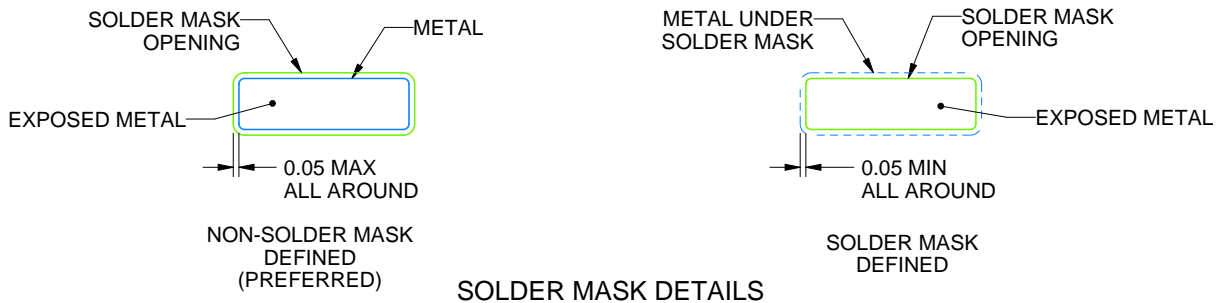 SOLDER MASK
OPENING
METAL
EXPOSED METAL
0.05 MAX
ALL AROUND
NON-SOLDER MASK
DEFINED
(PREFERRED)
METAL UNDER
SOLDER MASK
SOLDER MASK
OPENING
EXPOSED METAL
0.05 MIN
ALL AROUND
SOLDER MASK
DEFINED
SOLDER MASK DETAILS